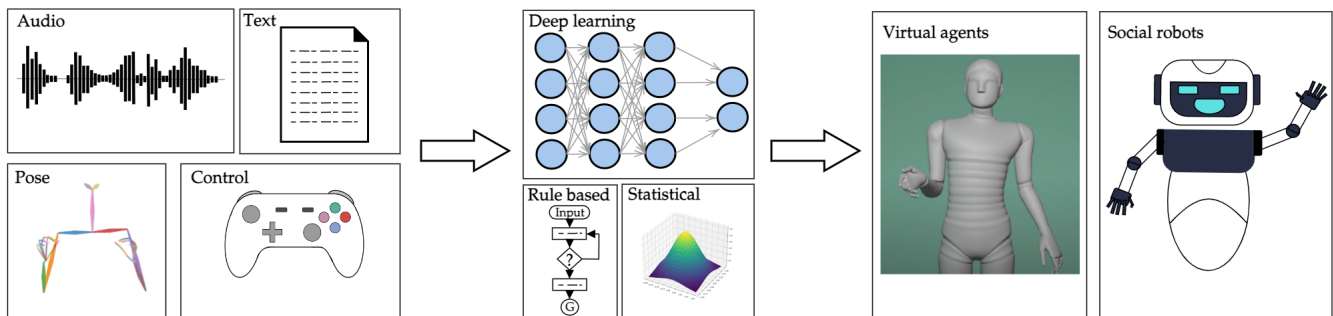 Audio
Text
Pose
Control
Deep learning
Rule based
Input
?
G
Statistical
Virtual agents
Social robots